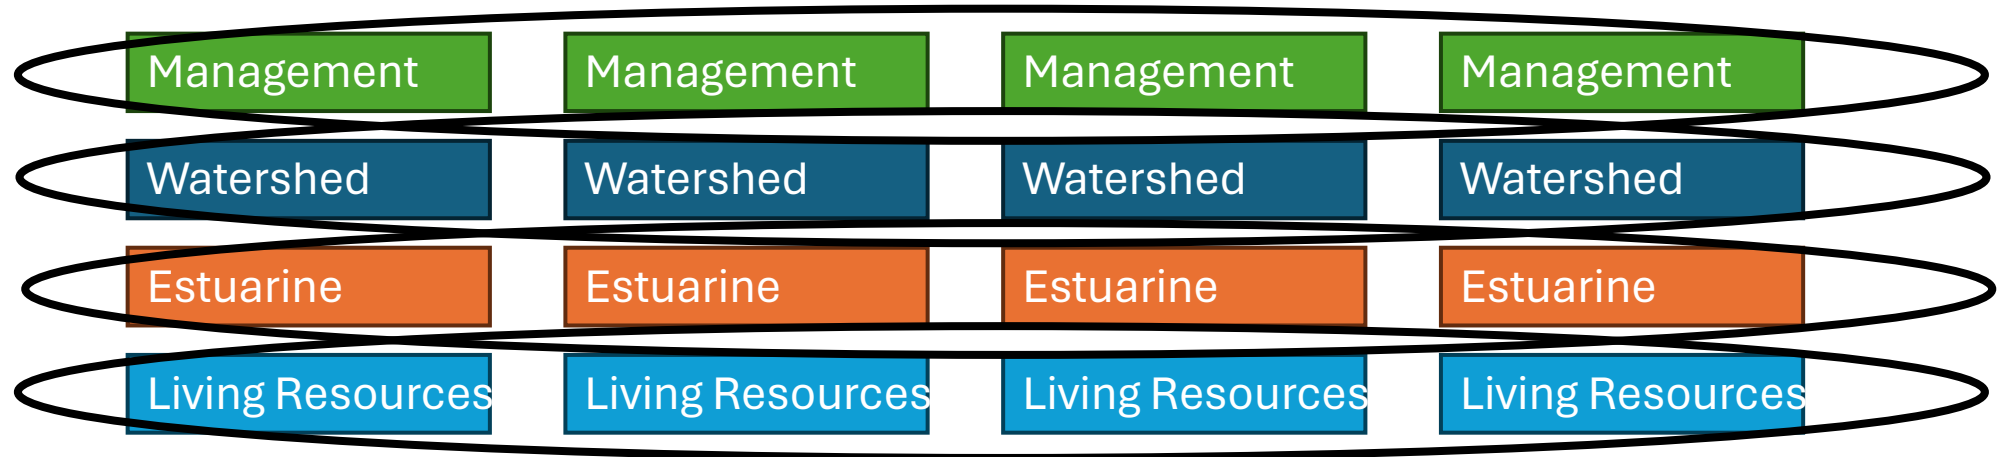 Management Management Management Management
Watershed Watershed Watershed Watershed
Estuarine Estuarine Estuarine Estuarine
Living Resources Living Resources Living Resources Living Resources